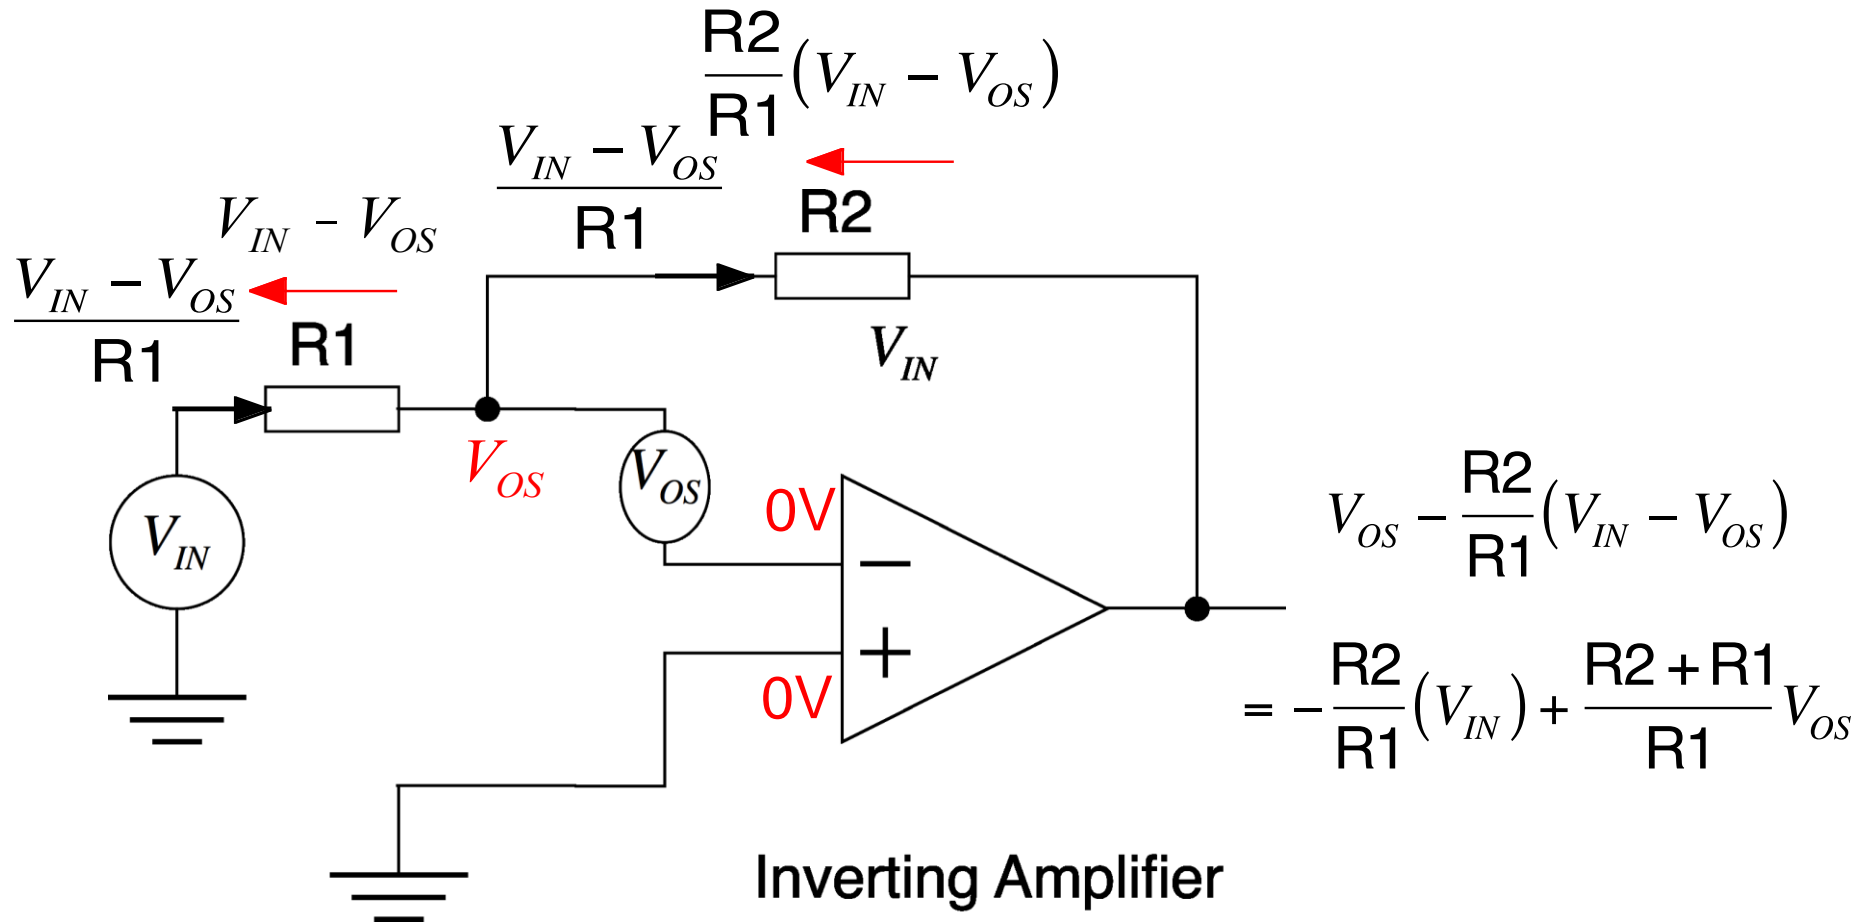 R2/R1 (V_IN − V_OS)
(V_IN − V_OS)/R1
R2
V_IN − V_OS
(V_IN − V_OS)/R1
R1
V_IN
V_OS
V_OS
V_IN
0V
−
+
0V
V_OS − R2/R1 (V_IN − V_OS)
= − R2/R1 (V_IN) + (R2 + R1)/R1 V_OS
Inverting Amplifier